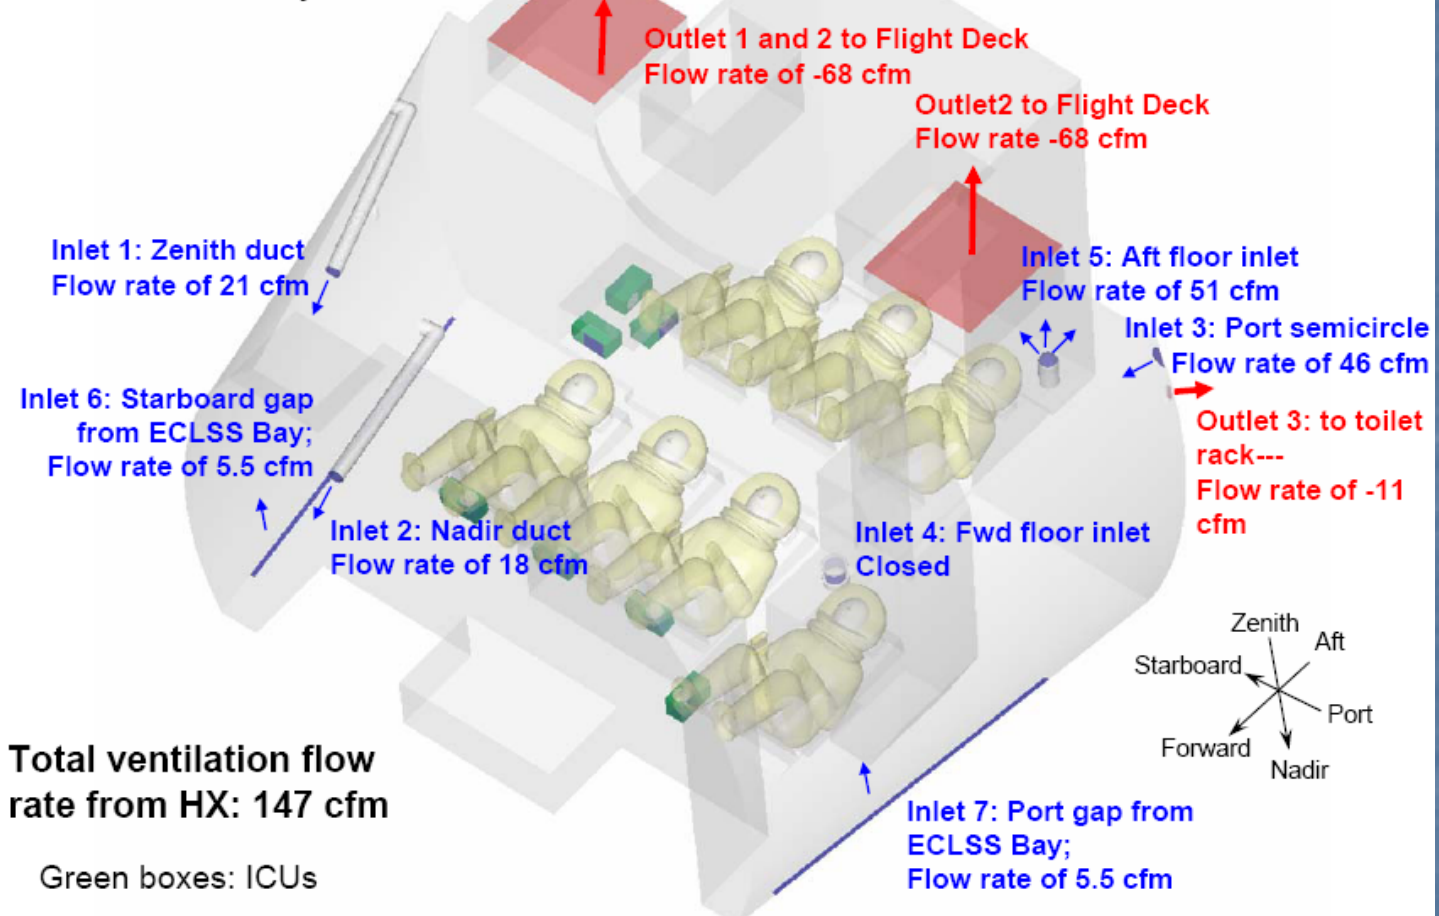 Outlet 1 and 2 to Flight Deck
Flow rate of -68 cfm
Outlet2 to Flight Deck
Flow rate -68 cfm
Inlet 1: Zenith duct
Flow rate of 21 cfm
Inlet 5: Aft floor inlet
Flow rate of 51 cfm
Inlet 3: Port semicircle
Flow rate of 46 cfm
Inlet 6: Starboard gap
from ECLSS Bay;
Flow rate of 5.5 cfm
Outlet 3: to toilet
rack---
Flow rate of -11
cfm
Inlet 2: Nadir duct
Flow rate of 18 cfm
Inlet 4: Fwd floor inlet
Closed
Zenith
Aft
Starboard
Port
Forward
Nadir
Total ventilation flow
rate from HX: 147 cfm
Inlet 7: Port gap from
ECLSS Bay;
Flow rate of 5.5 cfm
Green boxes: ICUs